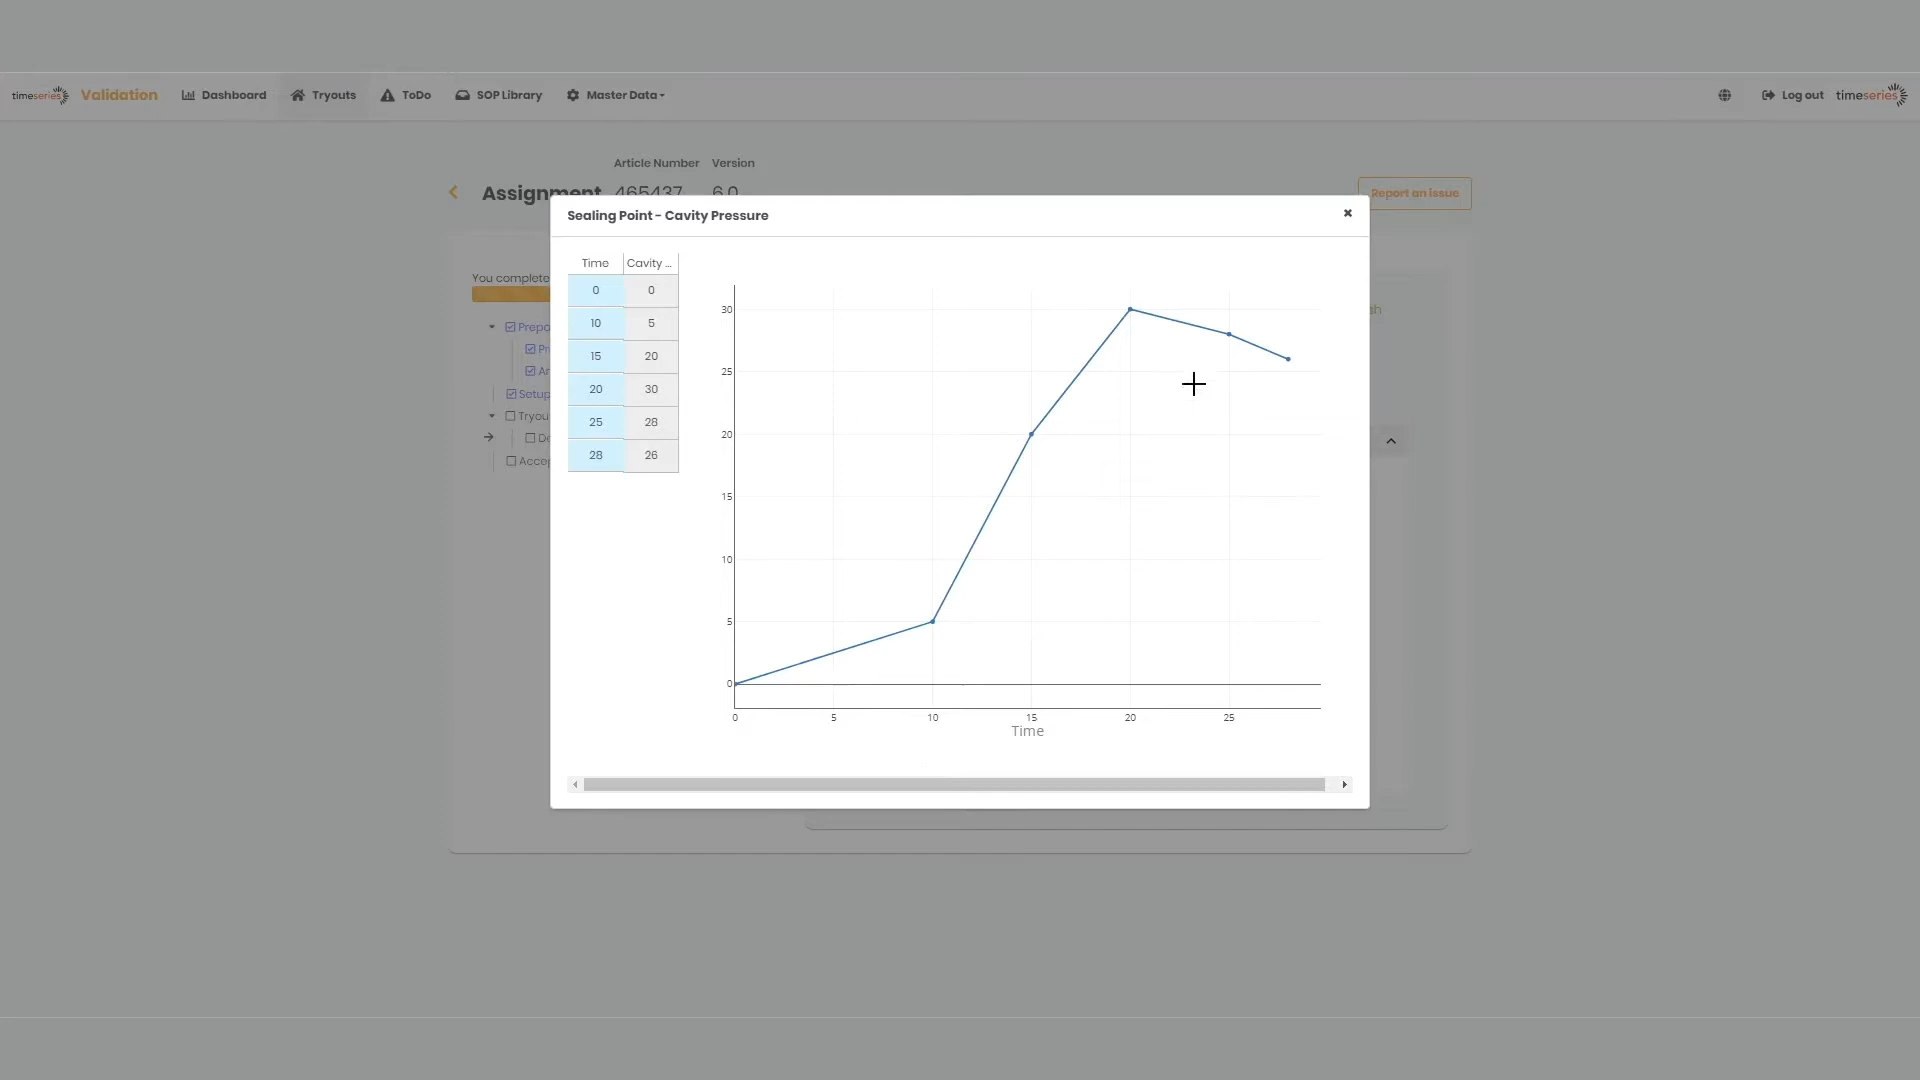 timeseries Validation Dashboard Tryouts ToDo SOP Library Master Data Log out timeseries
Article Number Version
Assignment 465437 6.0 Report an issue
Sealing Point - Cavity Pressure
You complete
Time Cavity ...
0 0
10 5
15 20
20 30
25 28
28 26
Setup
30
25
20
15
10
5
0
0 5 10 15 20 25
Time